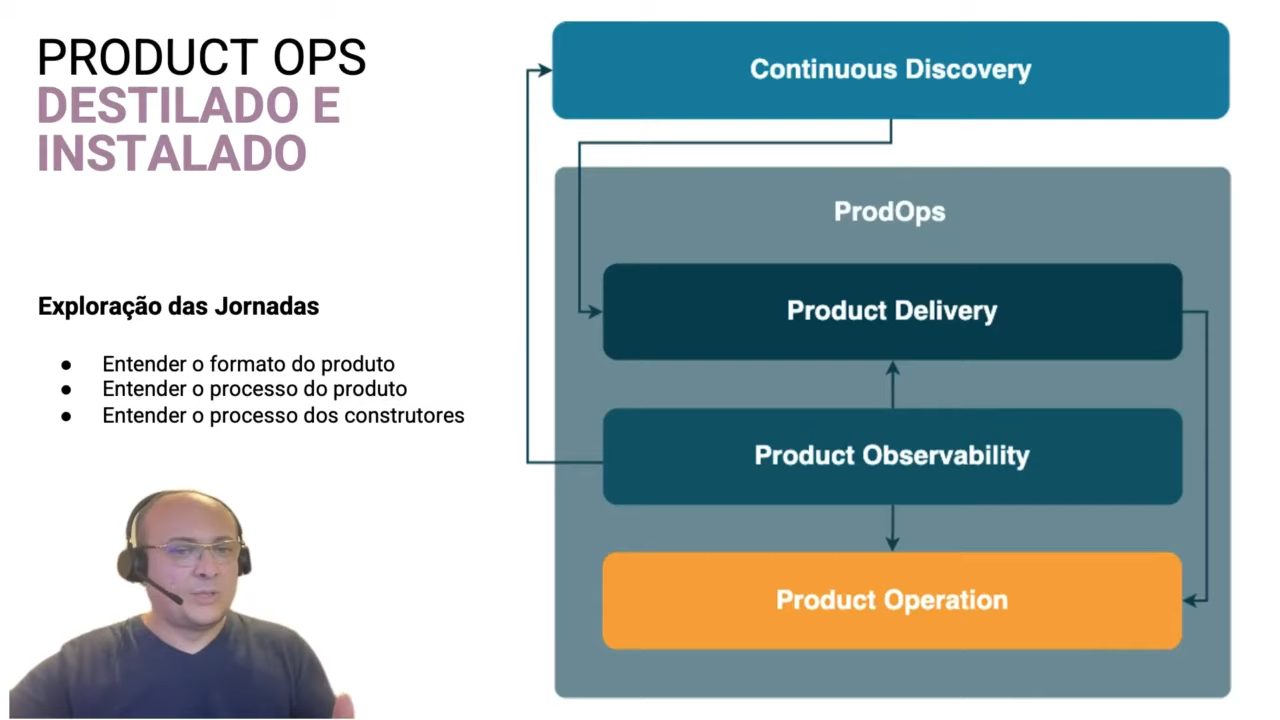 PRODUCT OPS
DESTILADO E
INSTALADO
Exploração das Jornadas
● Entender o formato do produto
● Entender o processo do produto
● Entender o processo dos construtores
Continuous Discovery
ProdOps
Product Delivery
Product Observability
Product Operation